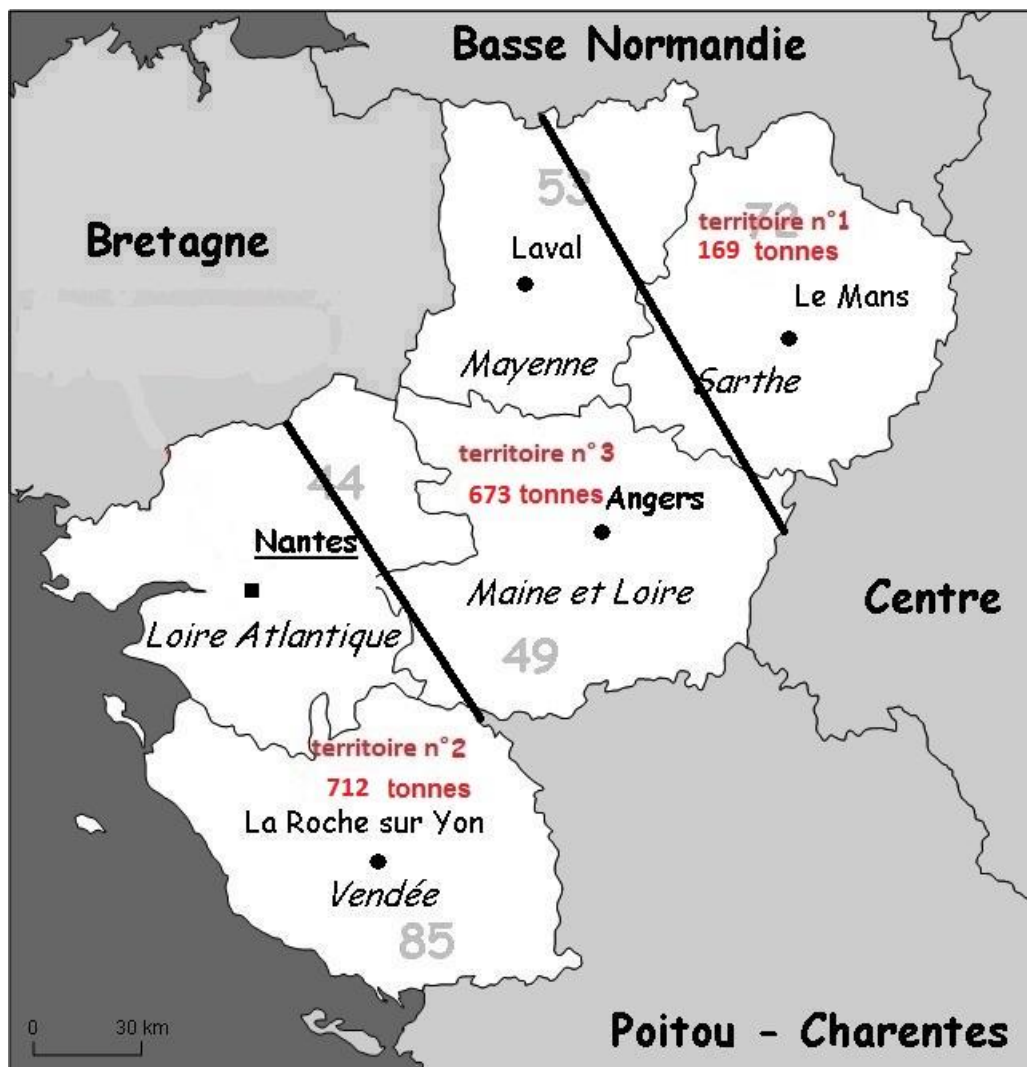 Basse Normandie
Bretagne
53
72
territoire n°1
169 tonnes
Laval
Le Mans
Mayenne
Sarthe
44
territoire n°3
673 tonnes
Angers
Nantes
Maine et Loire
Centre
Loire Atlantique
49
territoire n°2
712 tonnes
La Roche sur Yon
Vendée
85
0 30 km
Poitou - Charentes